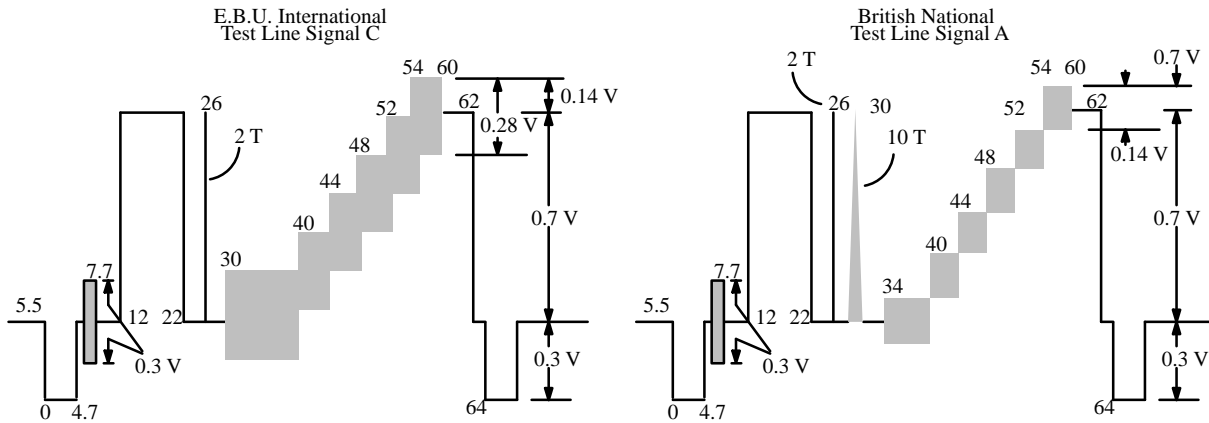 E.B.U. International
Test Line Signal C
54 60
26
52
62
0.14 V
0.28 V
2 T
48
44
0.7 V
40
30
7.7
5.5
12
22
0.3 V
0.3 V
0
4.7
64
British National
Test Line Signal A
54 60
0.7 V
2 T
26
30
52
62
10 T
0.14 V
48
44
0.7 V
40
34
7.7
5.5
12
22
0.3 V
0.3 V
0
4.7
64